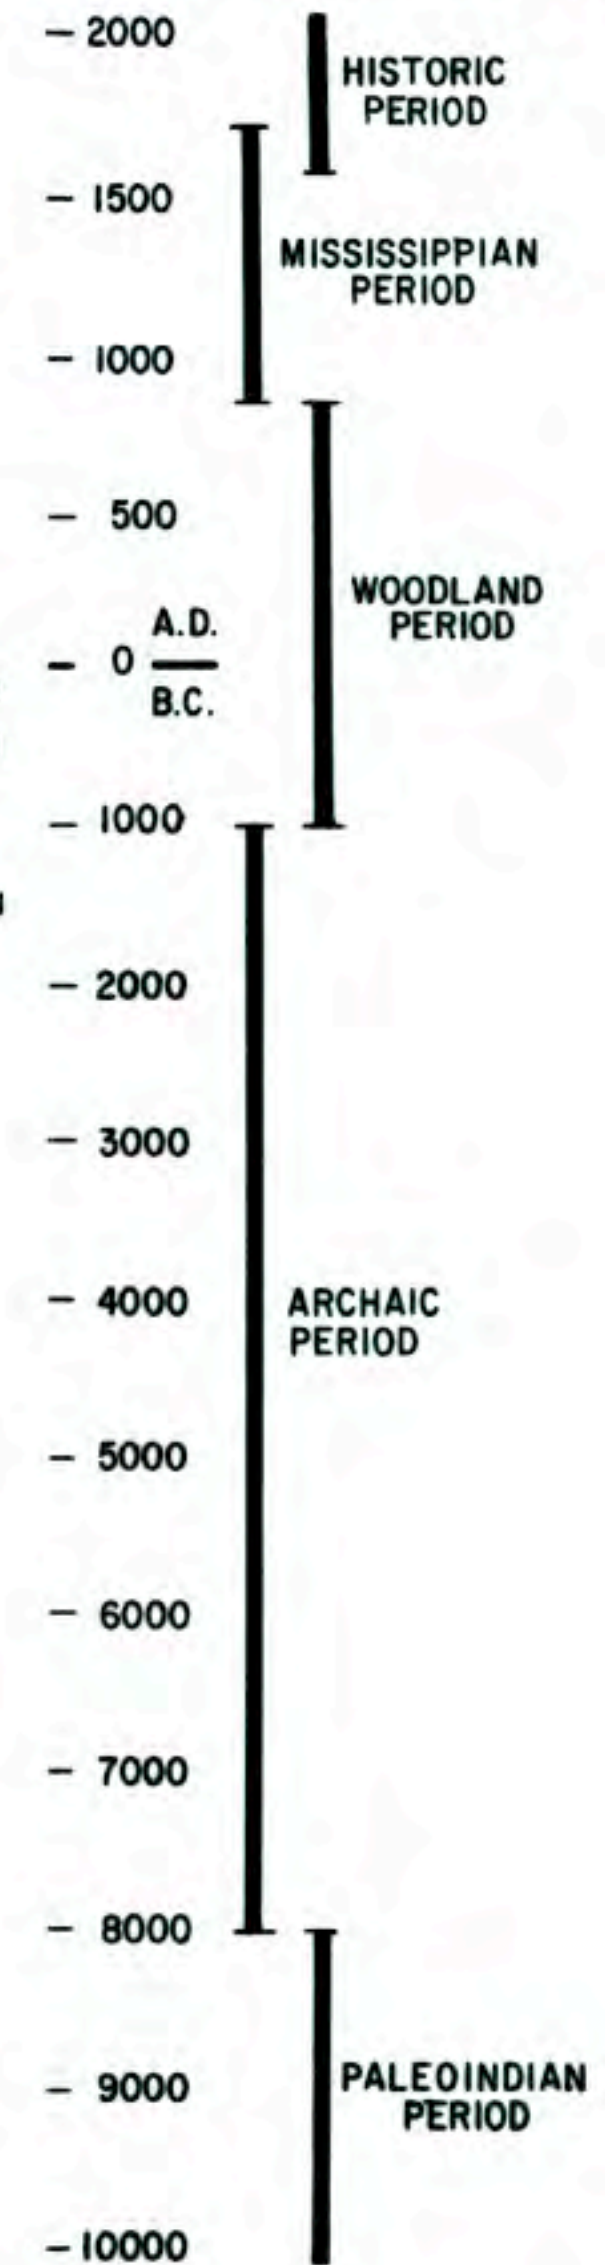 2000
HISTORIC
PERIOD
1500
MISSISSIPPIAN
PERIOD
1000
500
WOODLAND
PERIOD
A.D.
0
B.C.
1000
2000
3000
4000
ARCHAIC
PERIOD
5000
6000
7000
8000
9000
PALEOINDIAN
PERIOD
10000